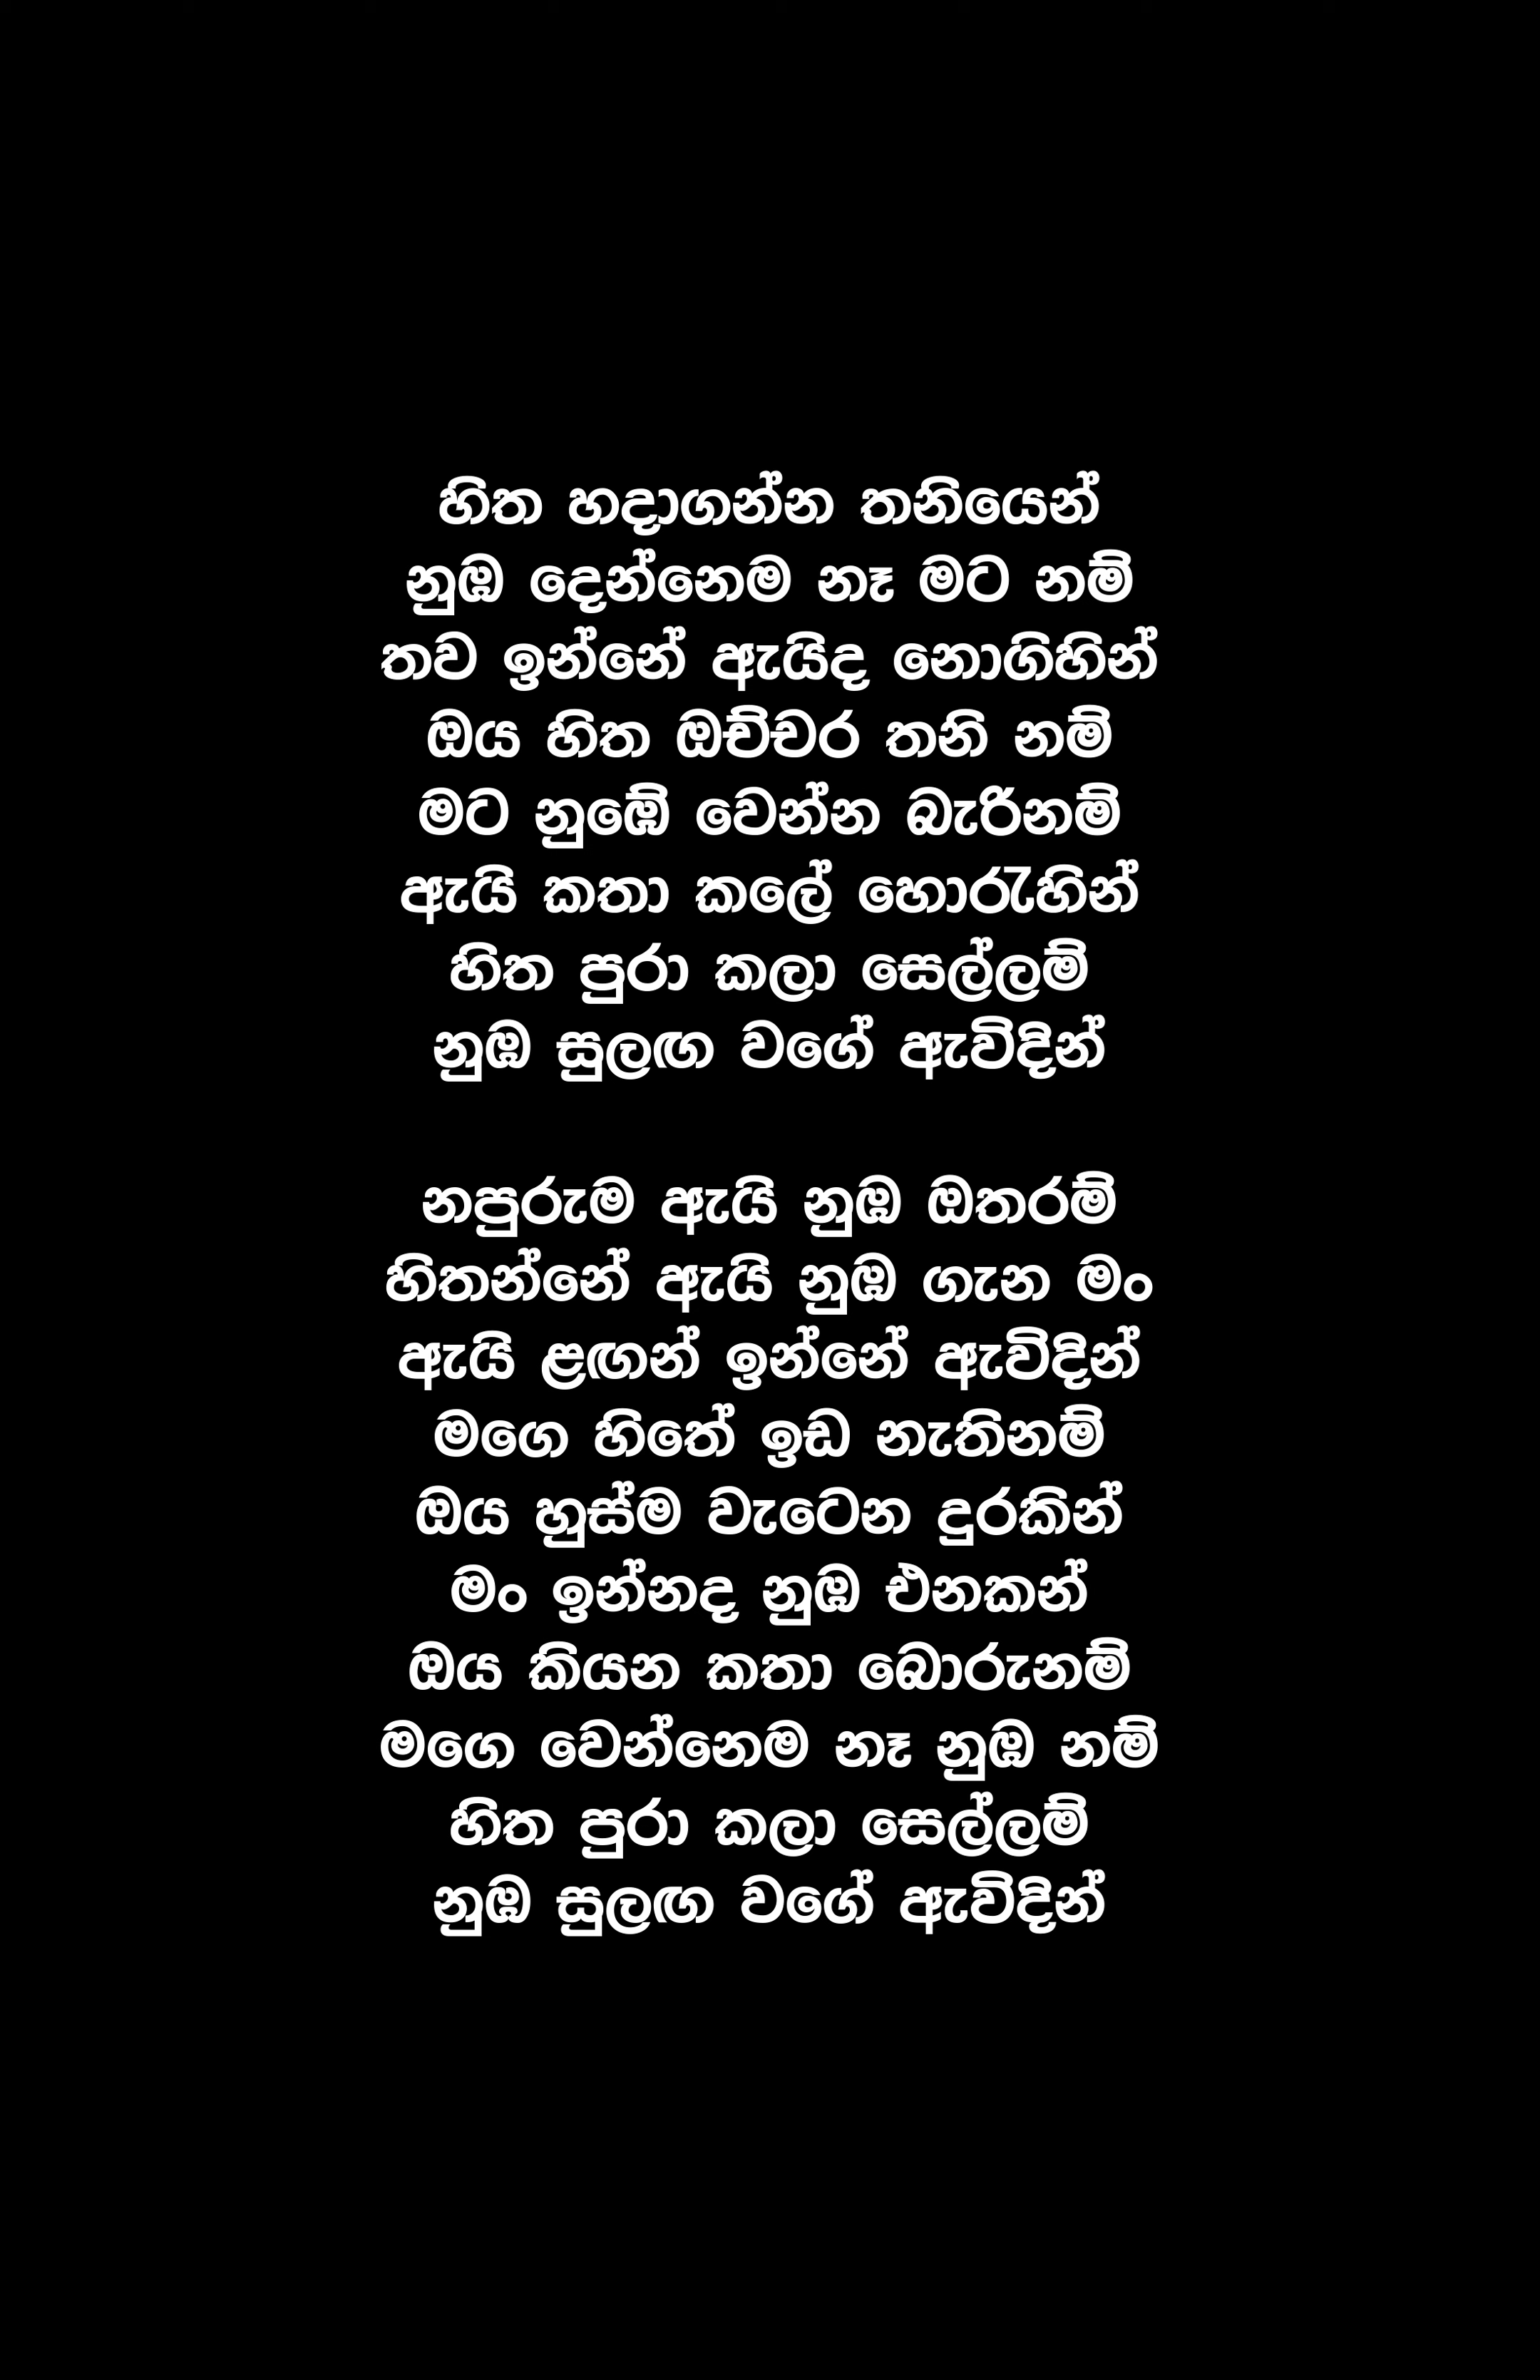 හිත හදාගන්න තනියෙන්
නුඹ දෙන්නෙම නෑ මට නම්
තව ඉන්නේ ඇයිද නොගිහින්
ඔය හිත ඔච්චර තනි නම්
මට නුඹේ වෙන්න බැරිනම්
ඇයි කතා කලේ හොරැහින්
හිත පුරා කලා සෙල්ලම්
නුඹ සුලඟ වගේ ඇවිදින්
නපුරුම ඇයි නුඹ ඔතරම්
හිතන්නේ ඇයි නුඹ ගැන මං
ඇයි ළඟන් ඉන්නේ ඇවිදින්
මගෙ හිතේ ඉඩ නැතිනම්
ඔය හුස්ම වැටෙන දුරකින්
මං ඉන්නද නුඹ එනකන්
ඔය කියන කතා බොරුනම්
මගෙ වෙන්නෙම නෑ නුඹ නම්
හිත පුරා කලා සෙල්ලම්
නුඹ සුලඟ වගේ ඇවිදින්